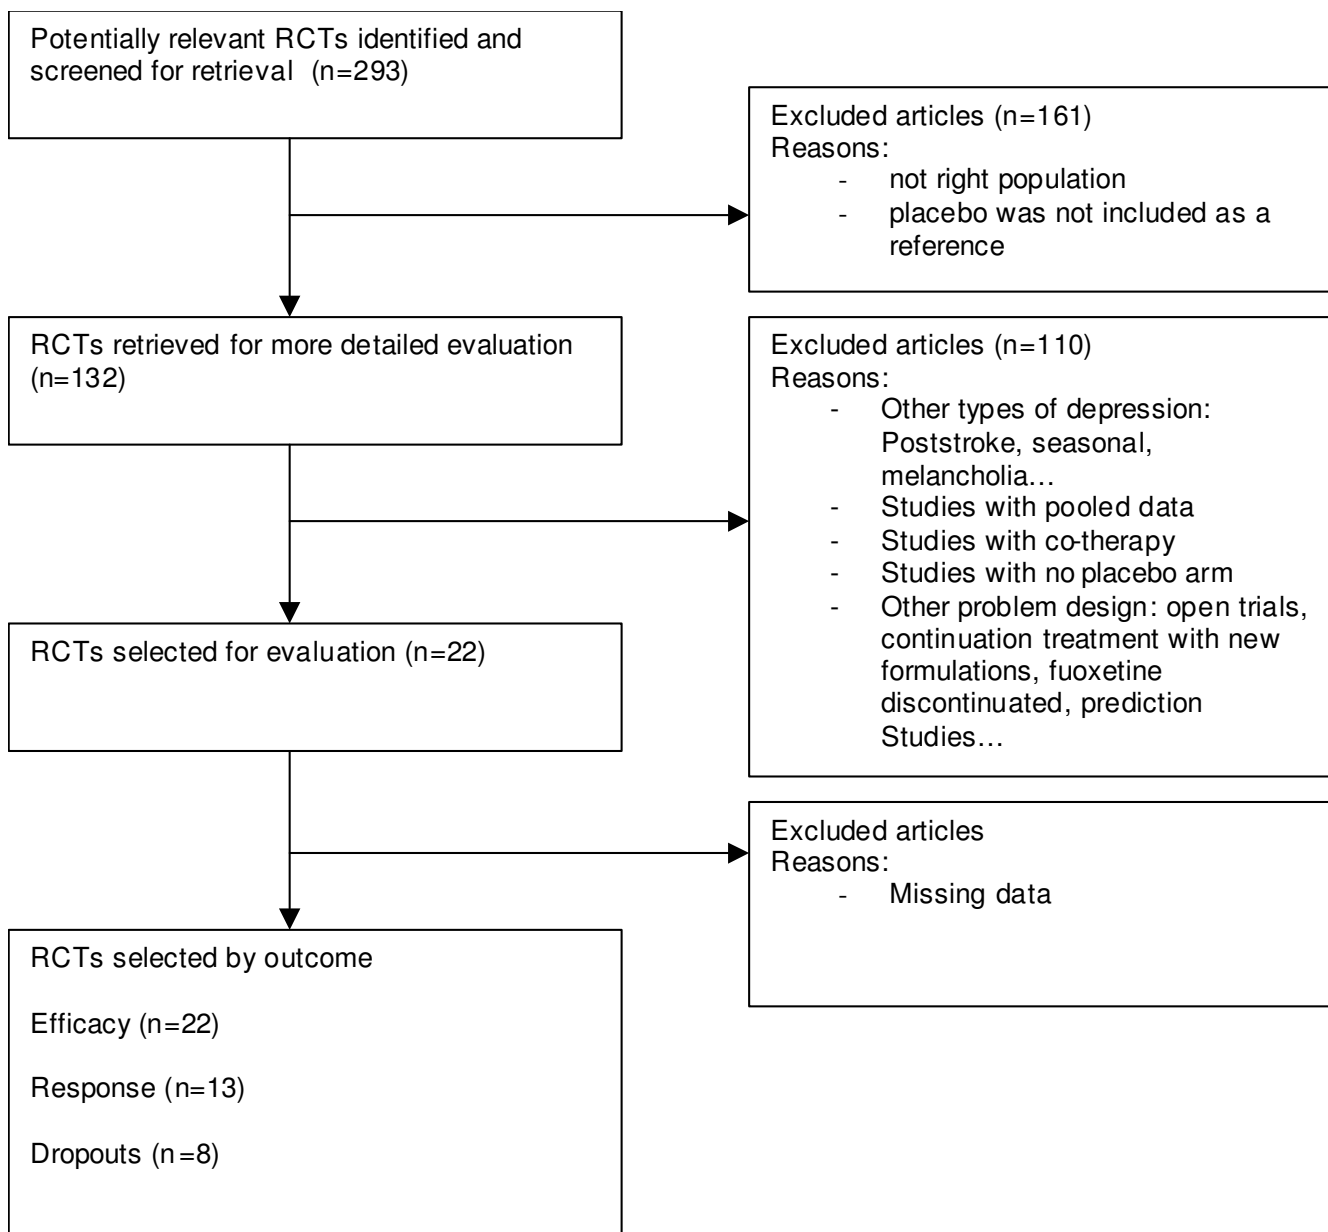 Potentially relevant RCTs identified and
screened for retrieval (n=293)
Excluded articles (n=161)
Reasons:
- not right population
- placebo was not included as a
reference
RCTs retrieved for more detailed evaluation
(n=132)
Excluded articles (n=110)
Reasons:
- Other types of depression:
Poststroke, seasonal,
melancholia…
- Studies with pooled data
- Studies with co-therapy
- Studies with no placebo arm
- Other problem design: open trials,
continuation treatment with new
formulations, fuoxetine
discontinuated, prediction
Studies…
RCTs selected for evaluation (n=22)
Excluded articles
Reasons:
- Missing data
RCTs selected by outcome
Efficacy (n=22)
Response (n=13)
Dropouts (n=8)